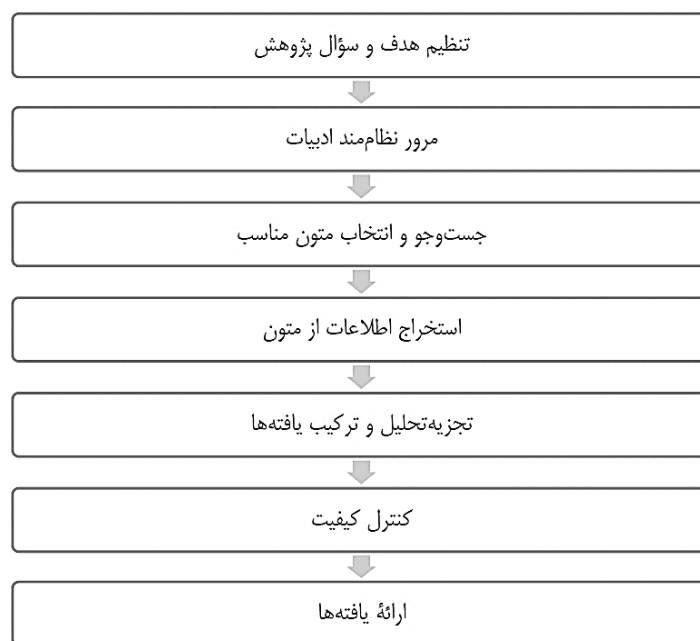 تنظیم هدف و سؤال پژوهش
مرور نظام‌مند ادبیات
جست‌وجو و انتخاب متون مناسب
استخراج اطلاعات از متون
تجزیه‌تحلیل و ترکیب یافته‌ها
کنترل کیفیت
ارائهٔ یافته‌ها